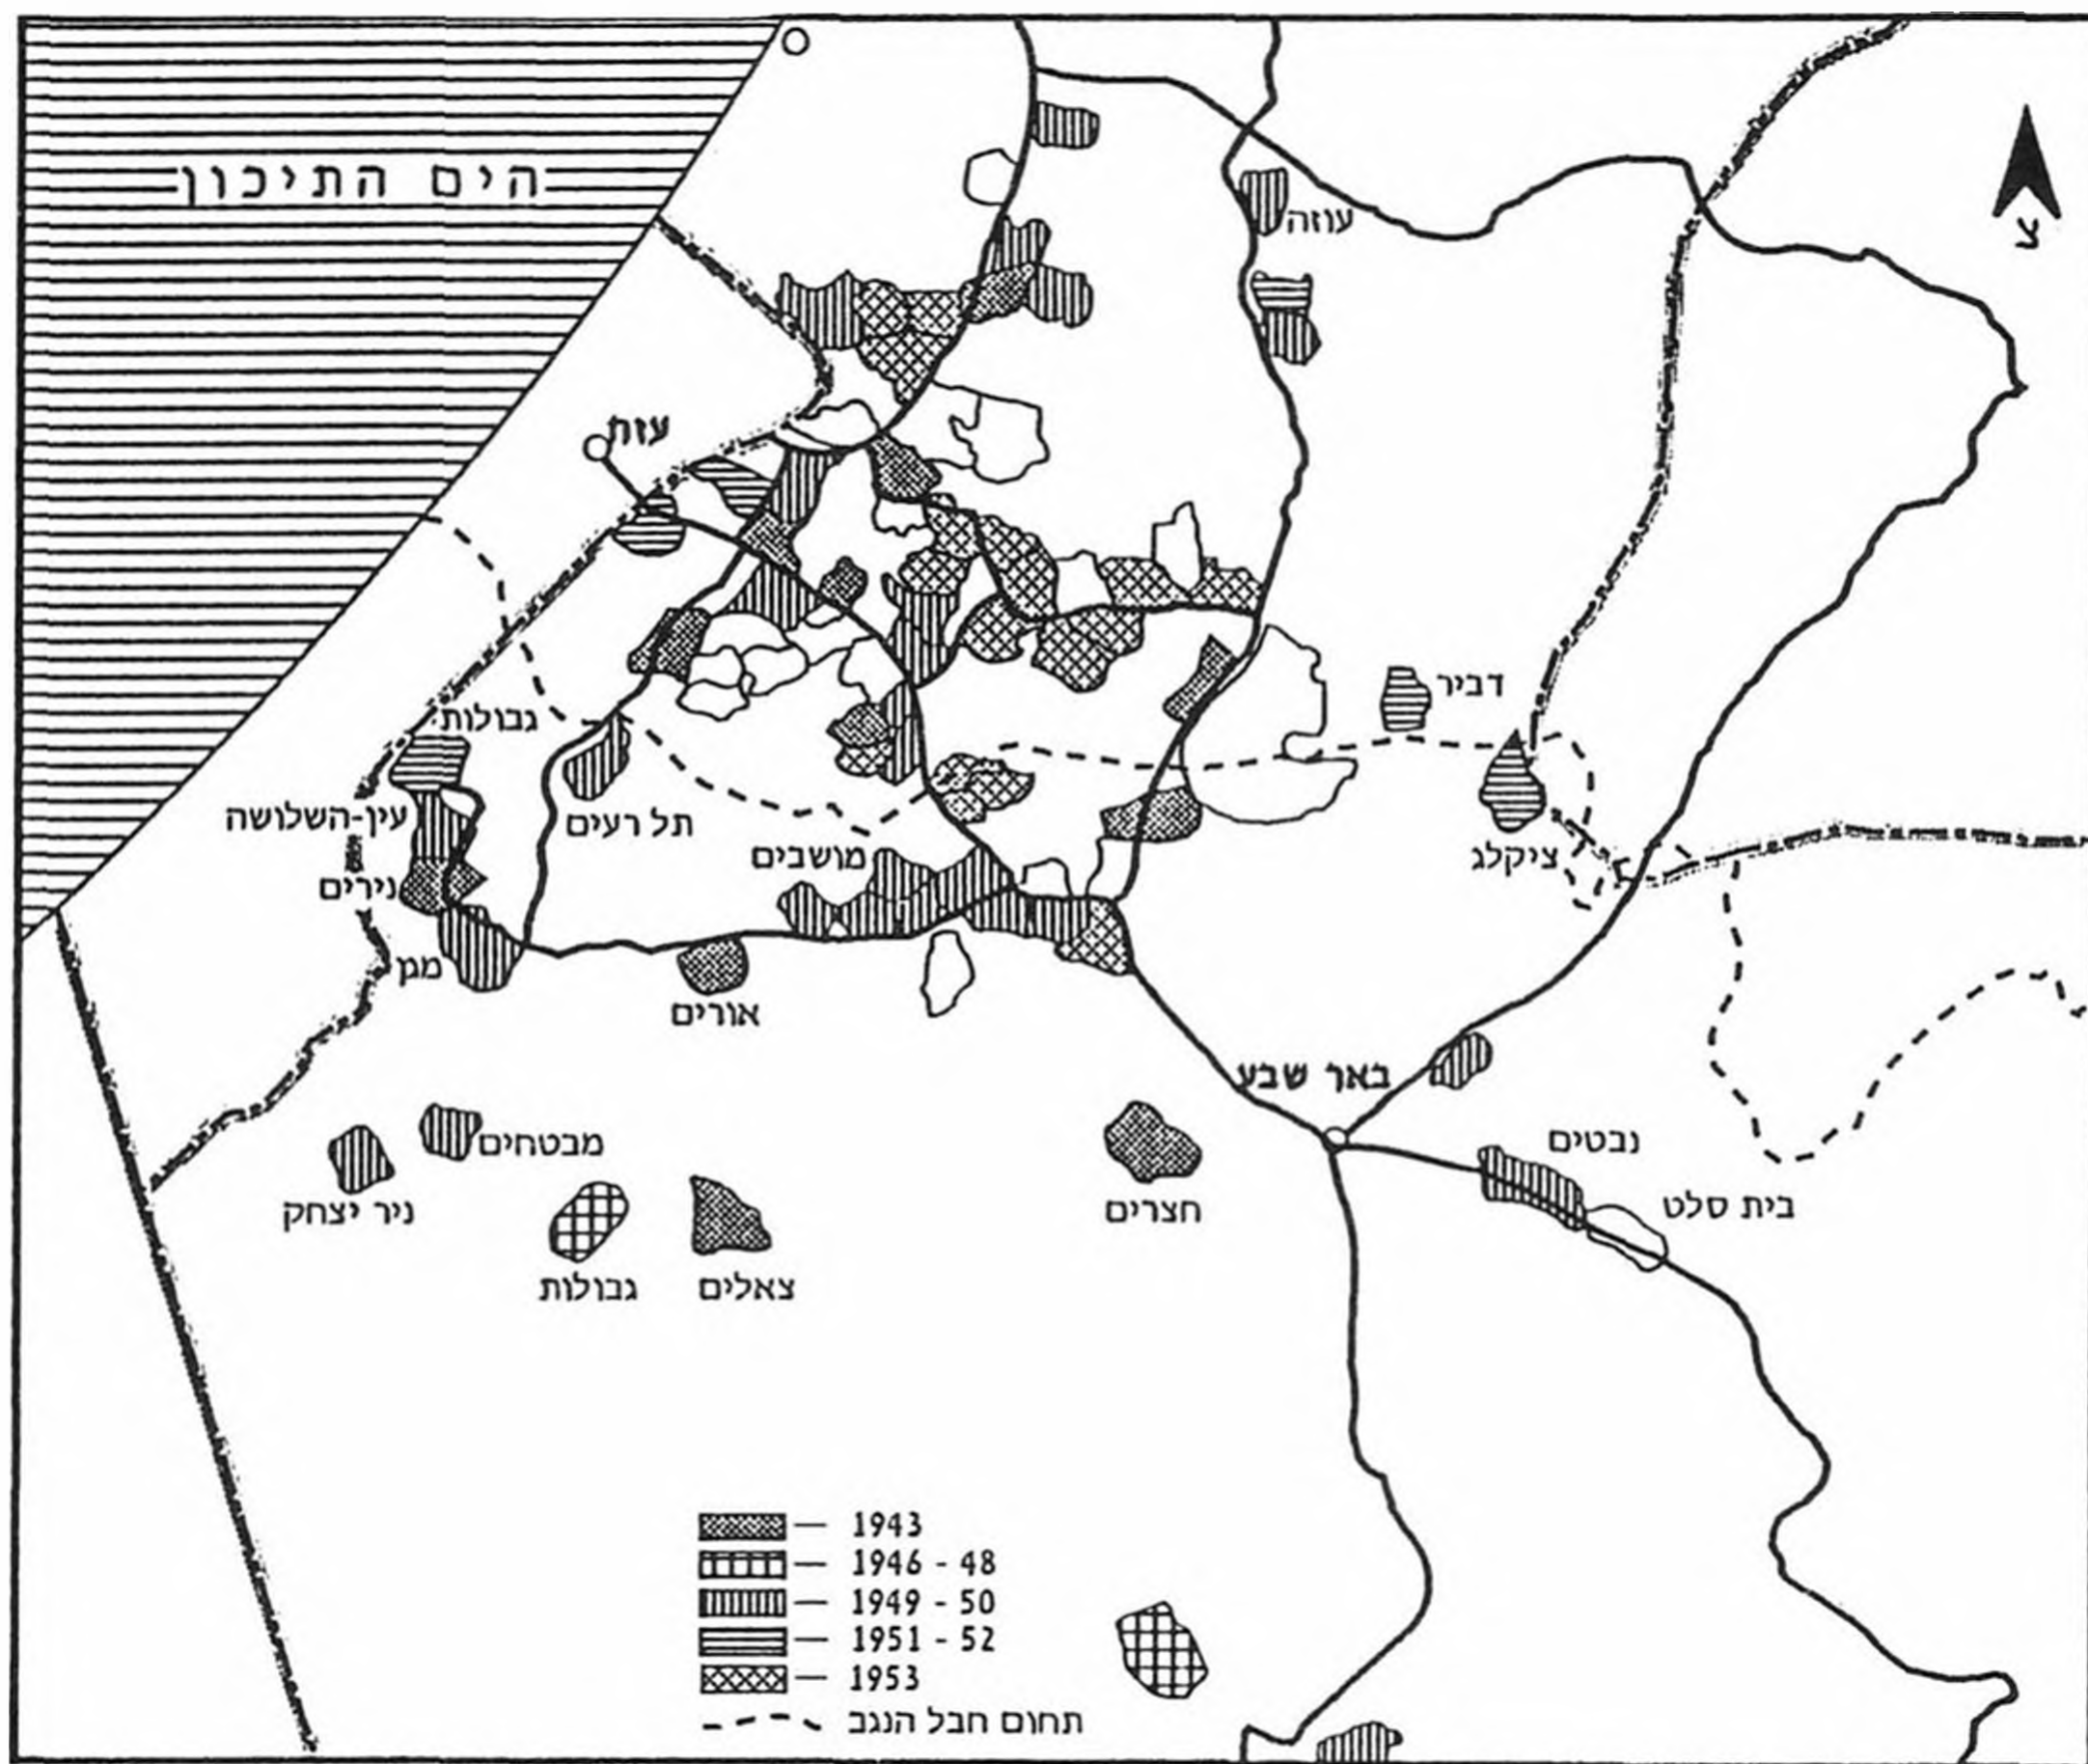 הים התיכון
א
עוזה
עזה
דביר
גבולות
עין-השלושה
תל רעים
מושבים
ציקלג
נירים
מגן
אורים
באר שבע
נבטים
מבטחים
ניר יצחק
חצרים
בית סלט
גבולות
צאלים
— 1943
— 1946 - 48
— 1949 - 50
— 1951 - 52
— 1953
תחום חבל הנגב